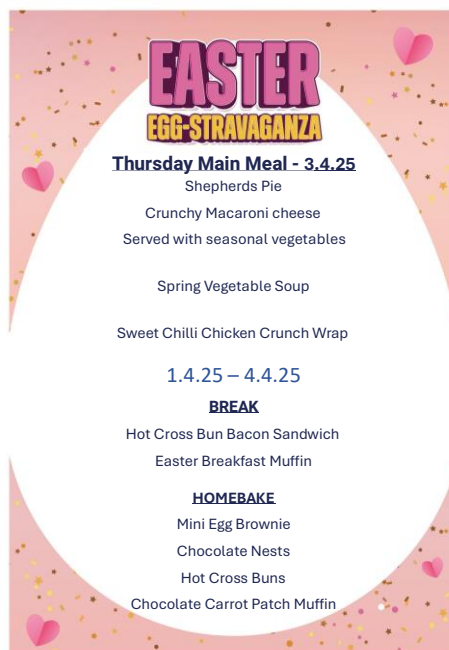 EASTER
EGG-STRAVAGANZA
Thursday Main Meal - 3.4.25
Shepherds Pie
Crunchy Macaroni cheese
Served with seasonal vegetables
Spring Vegetable Soup
Sweet Chilli Chicken Crunch Wrap
1.4.25 – 4.4.25
BREAK
Hot Cross Bun Bacon Sandwich
Easter Breakfast Muffin
HOMEBAKE
Mini Egg Brownie
Chocolate Nests
Hot Cross Buns
Chocolate Carrot Patch Muffin